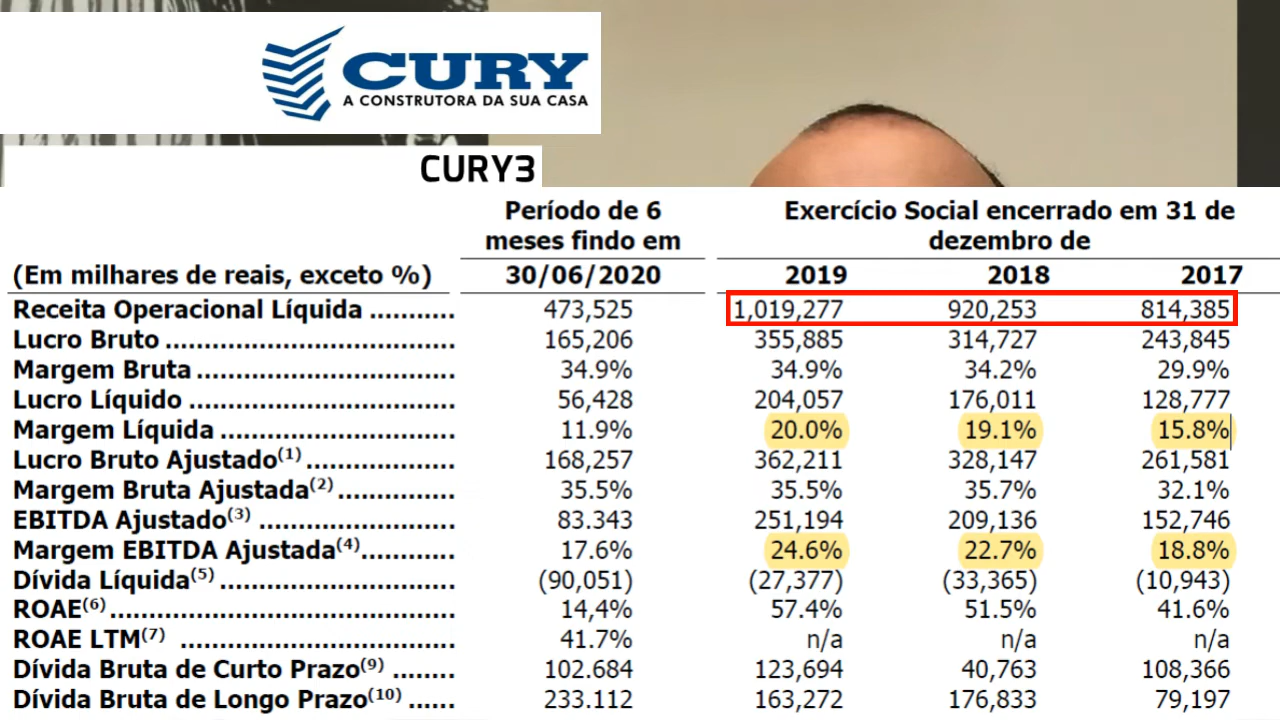 CURY
A CONSTRUTORA DA SUA CASA
CURY3
Período de 6 meses findo em
Exercício Social encerrado em 31 de dezembro de
(Em milhares de reais, exceto %) 30/06/2020 2019 2018 2017
Receita Operacional Líquida ........... 473,525 1,019,277 920,253 814,385
Lucro Bruto ...................................... 165,206 355,885 314,727 243,845
Margem Bruta .................................. 34.9% 34.9% 34.2% 29.9%
Lucro Líquido ................................... 56,428 204,057 176,011 128,777
Margem Líquida ............................... 11.9% 20.0% 19.1% 15.8%
Lucro Bruto Ajustado(1) ................... 168,257 362,211 328,147 261,581
Margem Bruta Ajustada(2) ............... 35.5% 35.5% 35.7% 32.1%
EBITDA Ajustado(3) ......................... 83.343 251,194 209,136 152,746
Margem EBITDA Ajustada(4)............ 17.6% 24.6% 22.7% 18.8%
Dívida Líquida(5) .............................. (90,051) (27,377) (33,365) (10,943)
ROAE(6) ............................................ 14,4% 57.4% 51.5% 41.6%
ROAE LTM(7) ................................... 41.7% n/a n/a n/a
Dívida Bruta de Curto Prazo(9) ........ 102.684 123,694 40,763 108,366
Dívida Bruta de Longo Prazo(10) ...... 233.112 163,272 176,833 79,197